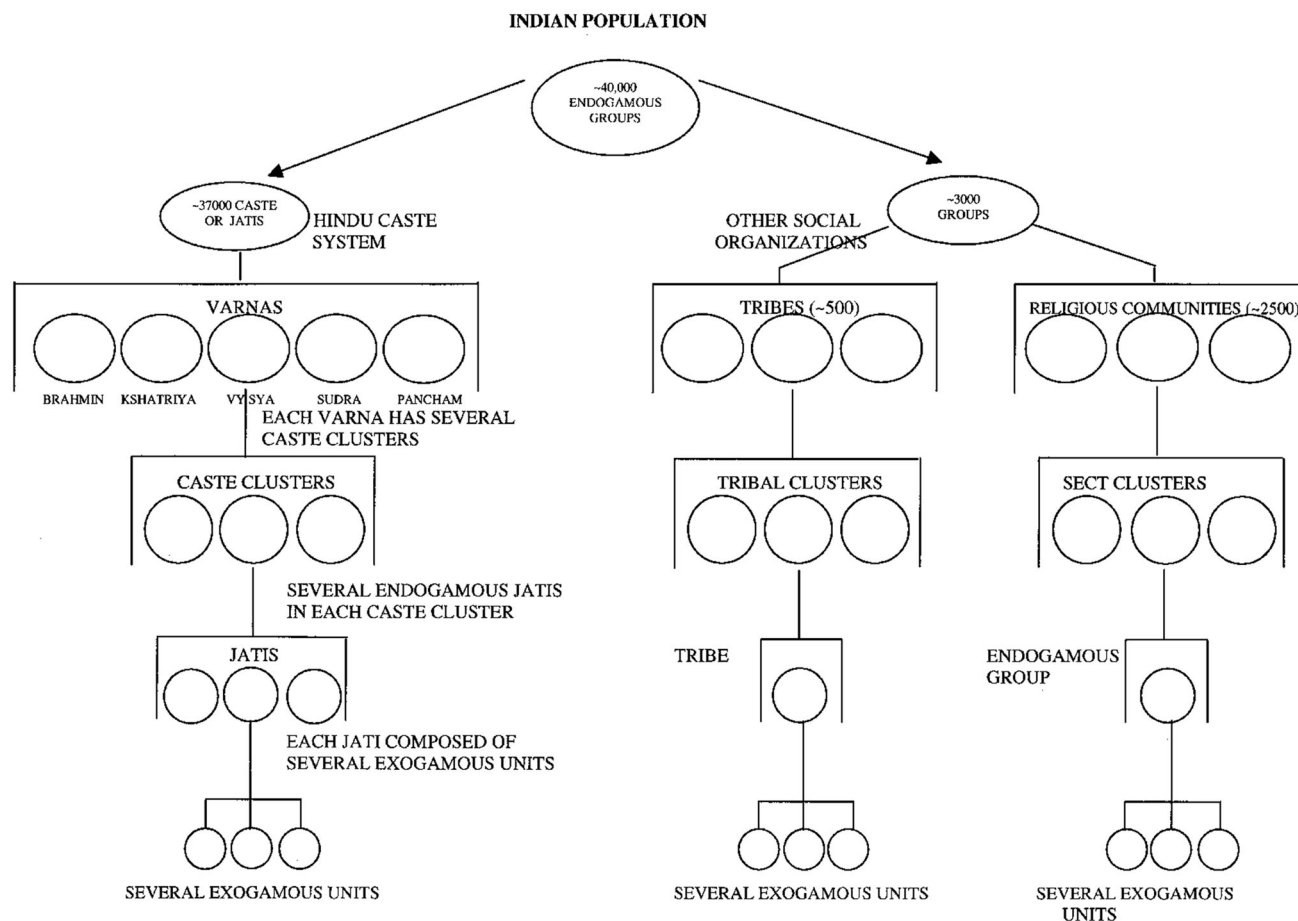 INDIAN POPULATION
~40,000
ENDOGAMOUS
GROUPS
~37000 CASTE
OR JATIS
HINDU CASTE
SYSTEM
OTHER SOCIAL
ORGANIZATIONS
~3000
GROUPS
VARNAS
BRAHMIN KSHATRIYA VYSYA SUDRA PANCHAM
EACH VARNA HAS SEVERAL
CASTE CLUSTERS
TRIBES (~500)
RELIGIOUS COMMUNITIES (~2500)
CASTE CLUSTERS
TRIBAL CLUSTERS
SECT CLUSTERS
SEVERAL ENDOGAMOUS JATIS
IN EACH CASTE CLUSTER
JATIS
TRIBE
ENDOGAMOUS
GROUP
EACH JATI COMPOSED OF
SEVERAL EXOGAMOUS UNITS
SEVERAL EXOGAMOUS UNITS
SEVERAL EXOGAMOUS UNITS
SEVERAL EXOGAMOUS
UNITS